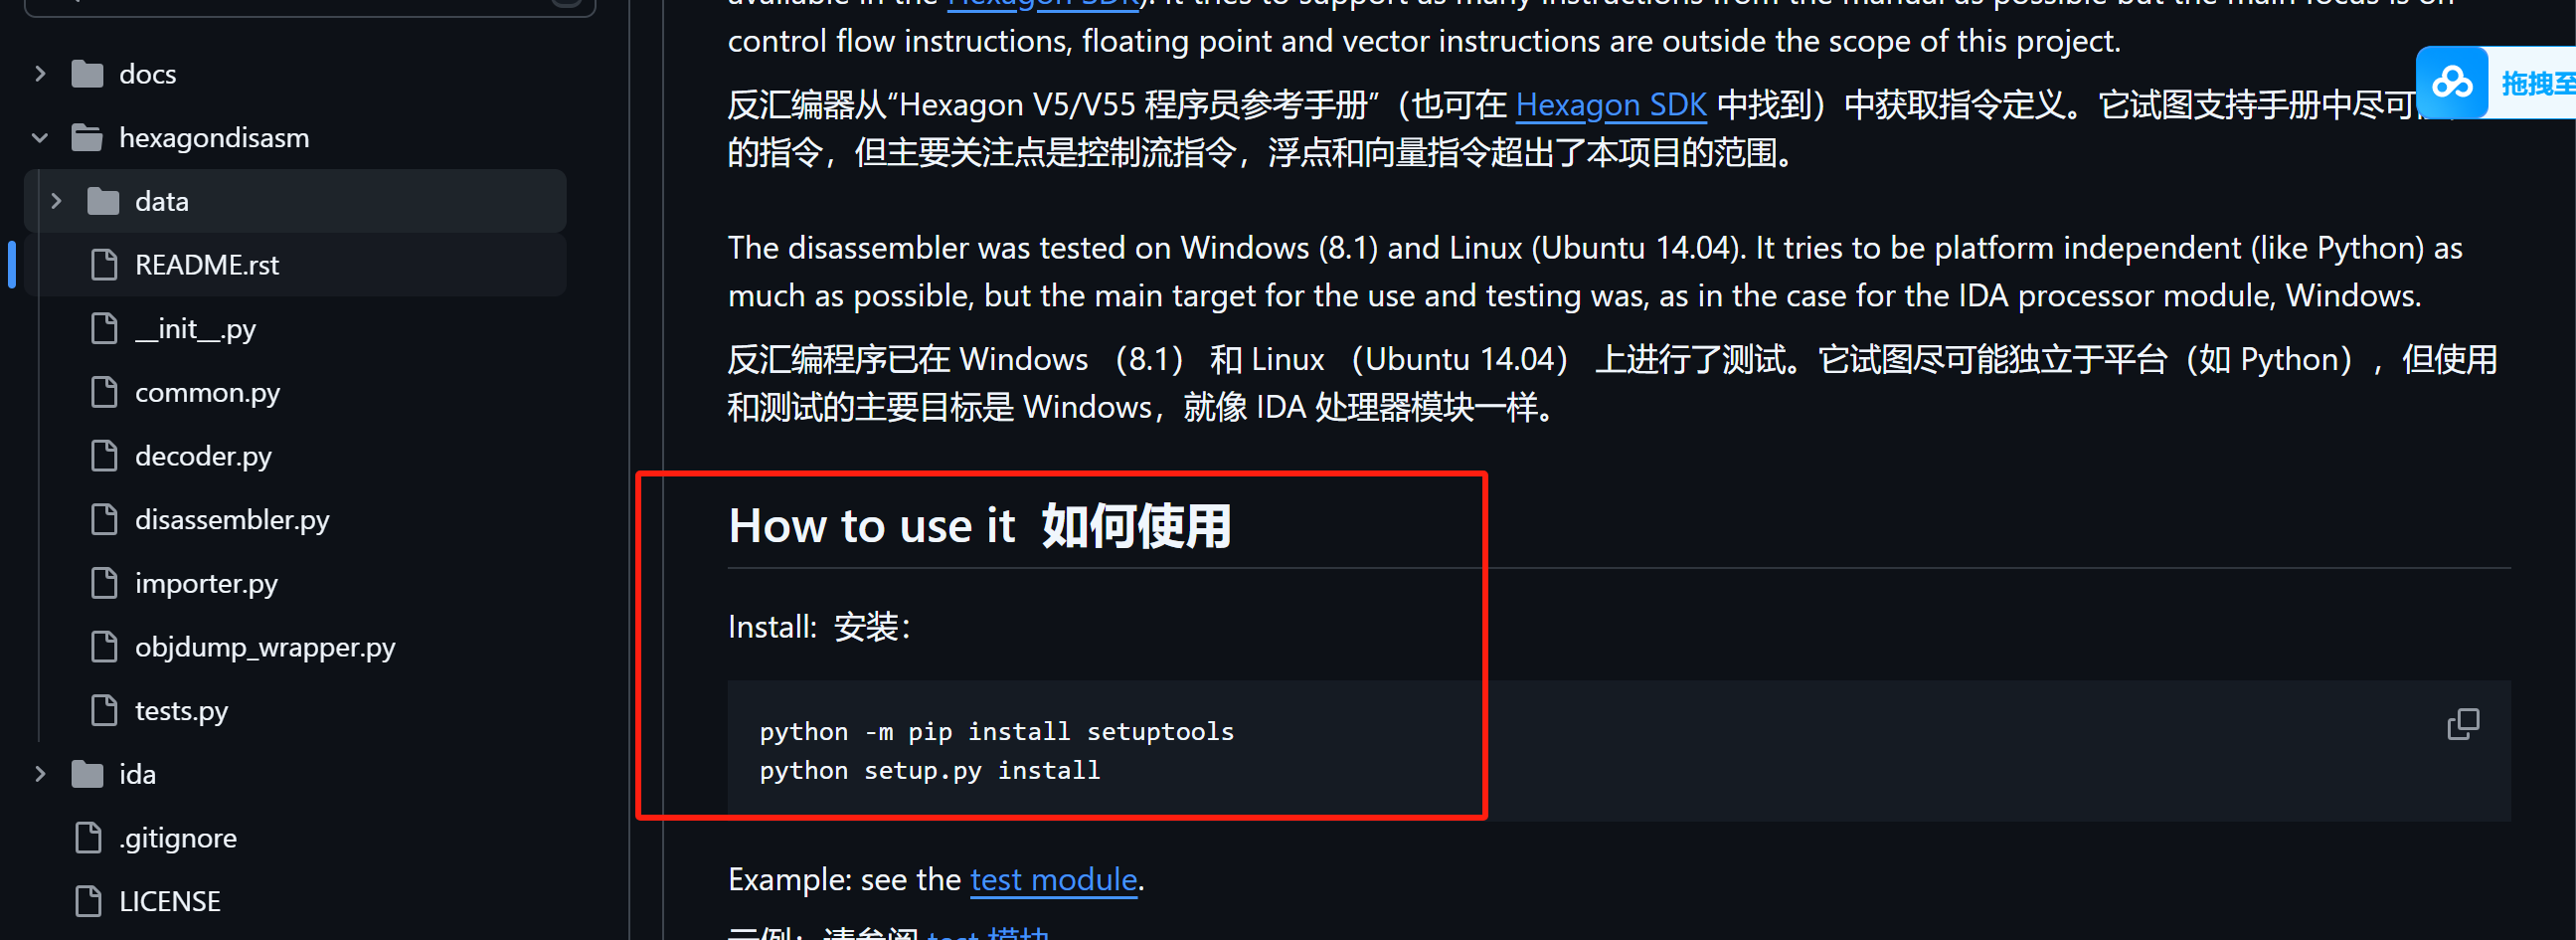 docs
hexagondisasm
data
README.rst
__init__.py
common.py
decoder.py
disassembler.py
importer.py
objdump_wrapper.py
tests.py
ida
.gitignore
LICENSE
available in the Hexagon SDK). It tries to support as many instructions from the manual as possible but the main focus is on
control flow instructions, floating point and vector instructions are outside the scope of this project.
反汇编器从“Hexagon V5/V55 程序员参考手册”（也可在 Hexagon SDK 中找到）中获取指令定义。它试图支持手册中尽可
的指令，但主要关注点是控制流指令，浮点和向量指令超出了本项目的范围。
The disassembler was tested on Windows (8.1) and Linux (Ubuntu 14.04). It tries to be platform independent (like Python) as
much as possible, but the main target for the use and testing was, as in the case for the IDA processor module, Windows.
反汇编程序已在 Windows （8.1） 和 Linux （Ubuntu 14.04） 上进行了测试。它试图尽可能独立于平台（如 Python），但使用
和测试的主要目标是 Windows，就像 IDA 处理器模块一样。
How to use it 如何使用
Install: 安装：
python -m pip install setuptools
python setup.py install
Example: see the test module.
示例：请参阅 test 模块
拖拽至